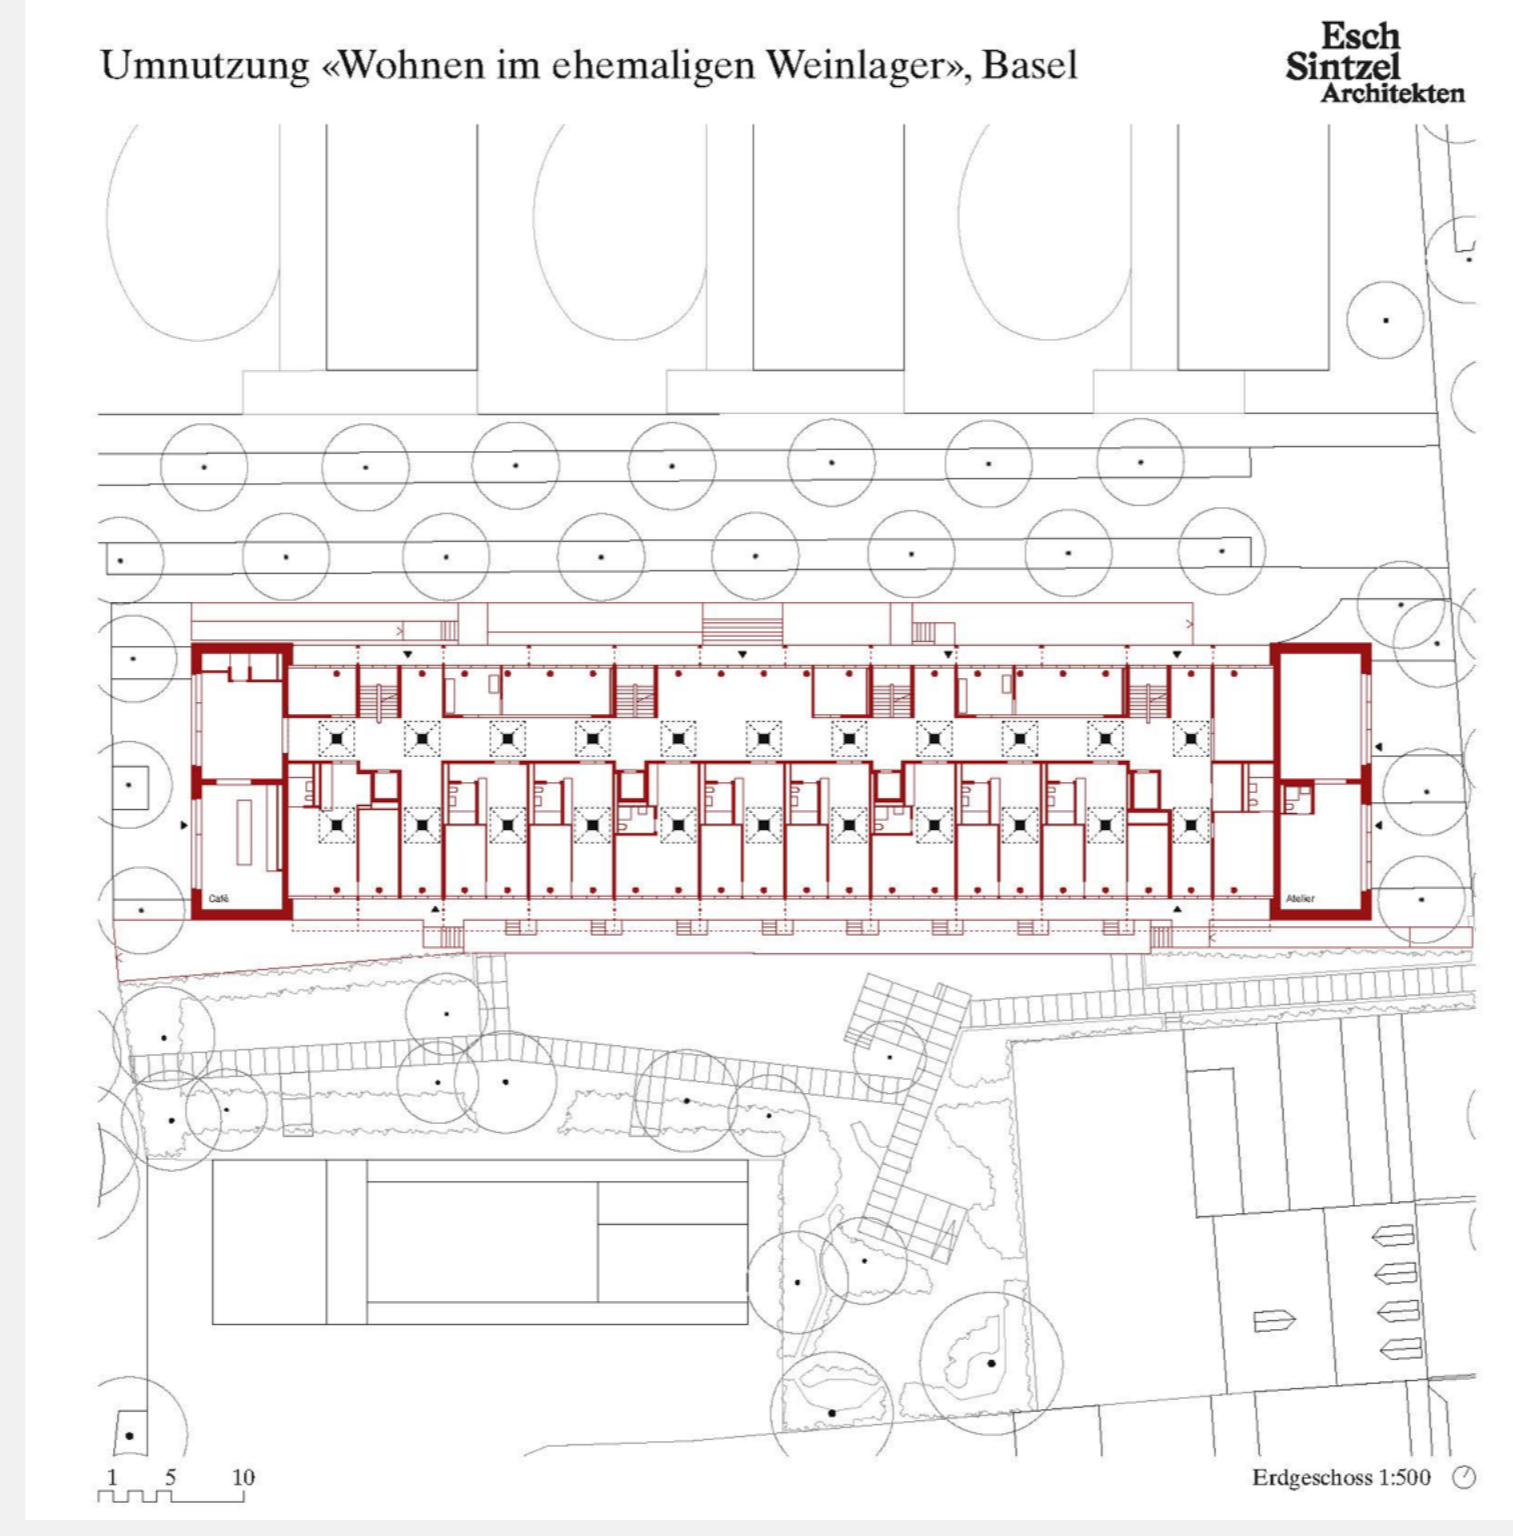 Umnutzung «Wohnen im ehemaligen Weinlager», Basel
Esch
Sintzel
Architekten
Café
Atelier
1 5 10
Erdgeschoss 1:500